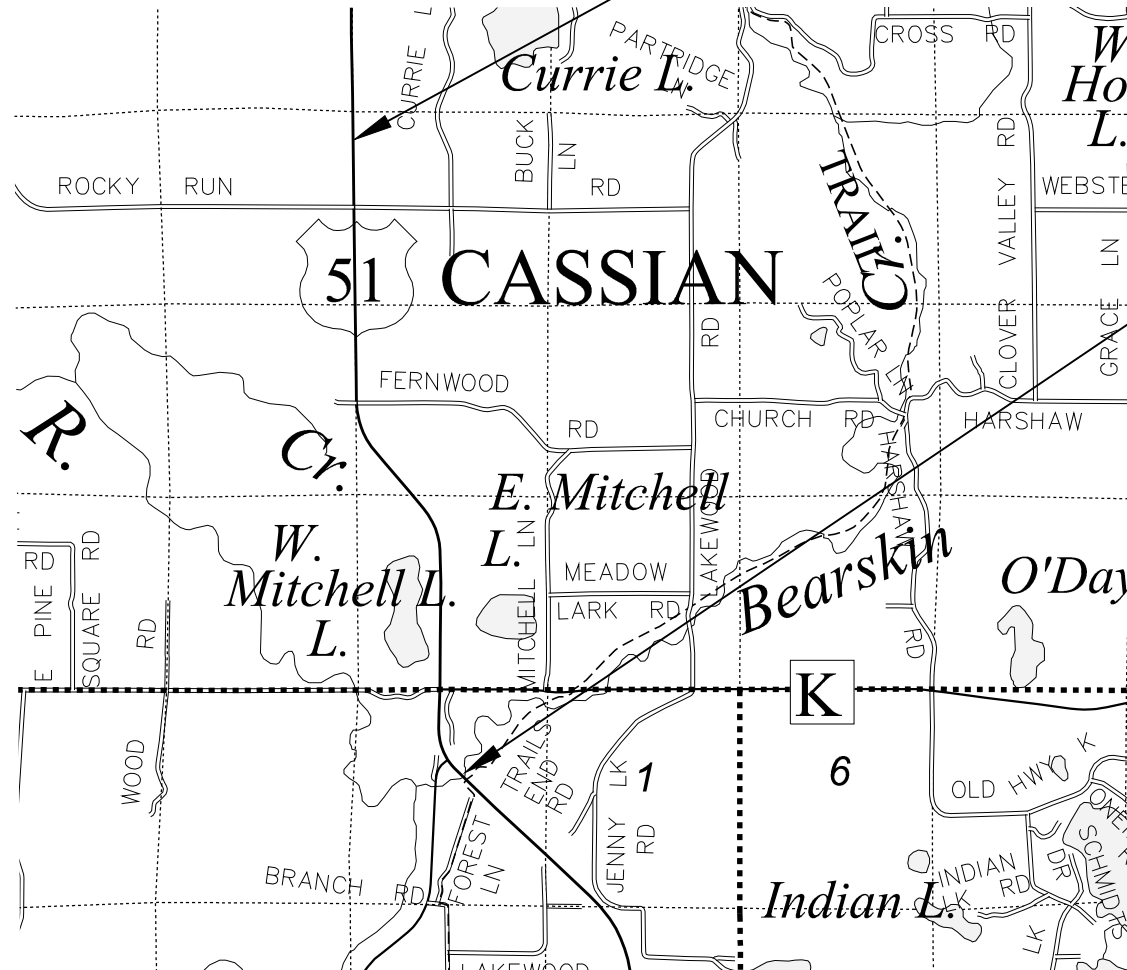 CURRIE L
PARTRIDGE
LN
CROSS RD
Currie L.
W
Ho
L.
BUCK
LN
ROCKY RUN RD
WEBSTE
TRAIL
Cr.
CLOVER VALLEY RD
GRACE LN
51
CASSIAN
POPLAR LN
RD
FERNWOOD RD
CHURCH RD
HARSHAW
R.
Cr.
HARSHAW RD
LAKEWOOD
E. Mitchell
L.
W.
Mitchell L.
L.
MITCHELL LN
MEADOW
LARK RD
Bearskin
O'Day
RD
E PINE
SQUARE RD
WOOD RD
K
TRAILS
END
RD
1
6
JENNY LK
RD
OLD HWY K
FOREST
LN
BRANCH RD
INDIAN
LK RD
DR
SCHMIDTS
LK
Indian L.
LAKEWOOD